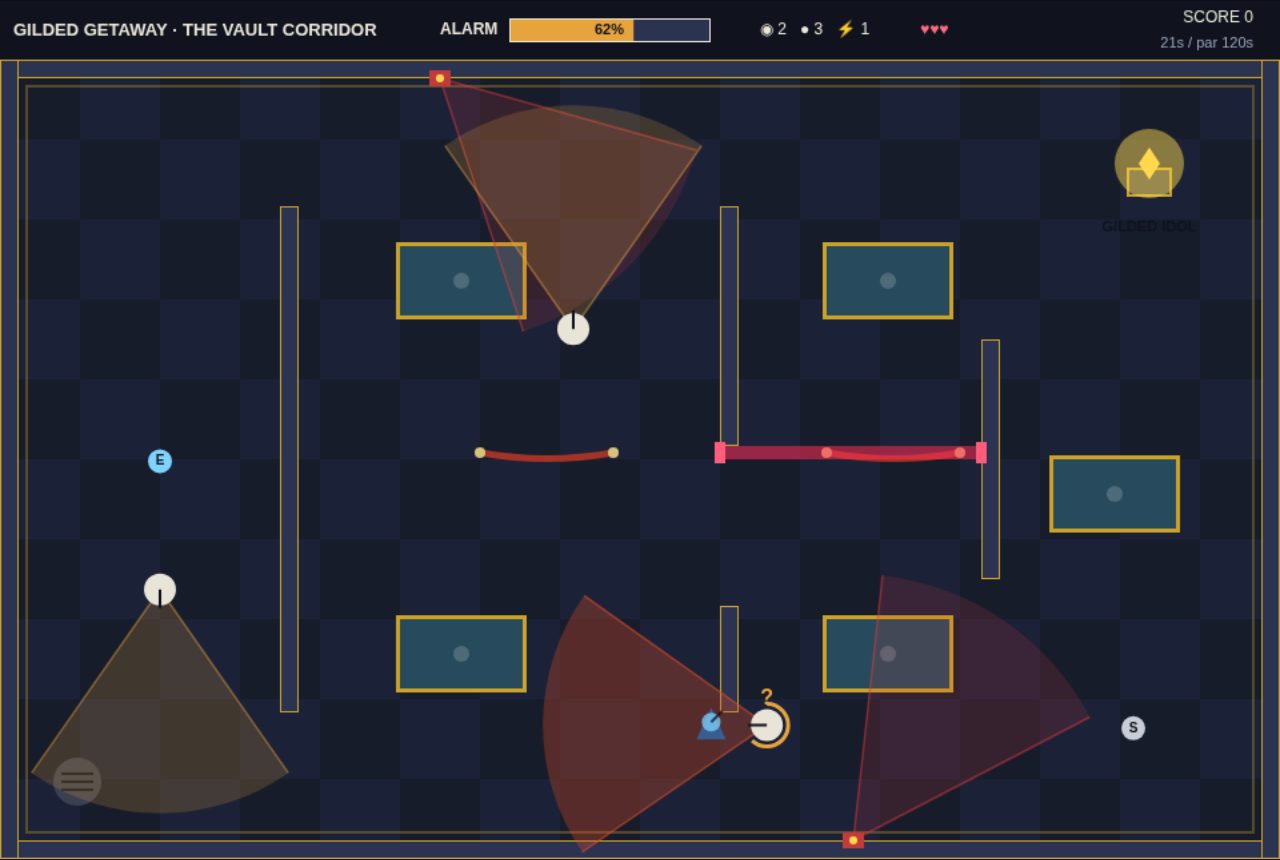 GILDED GETAWAY · THE VAULT CORRIDOR
ALARM 62% ◉ 2 ● 3 ⚡ 1 ♥♥♥
SCORE 0
21s / par 120s
GILDED IDOL
E
?
S